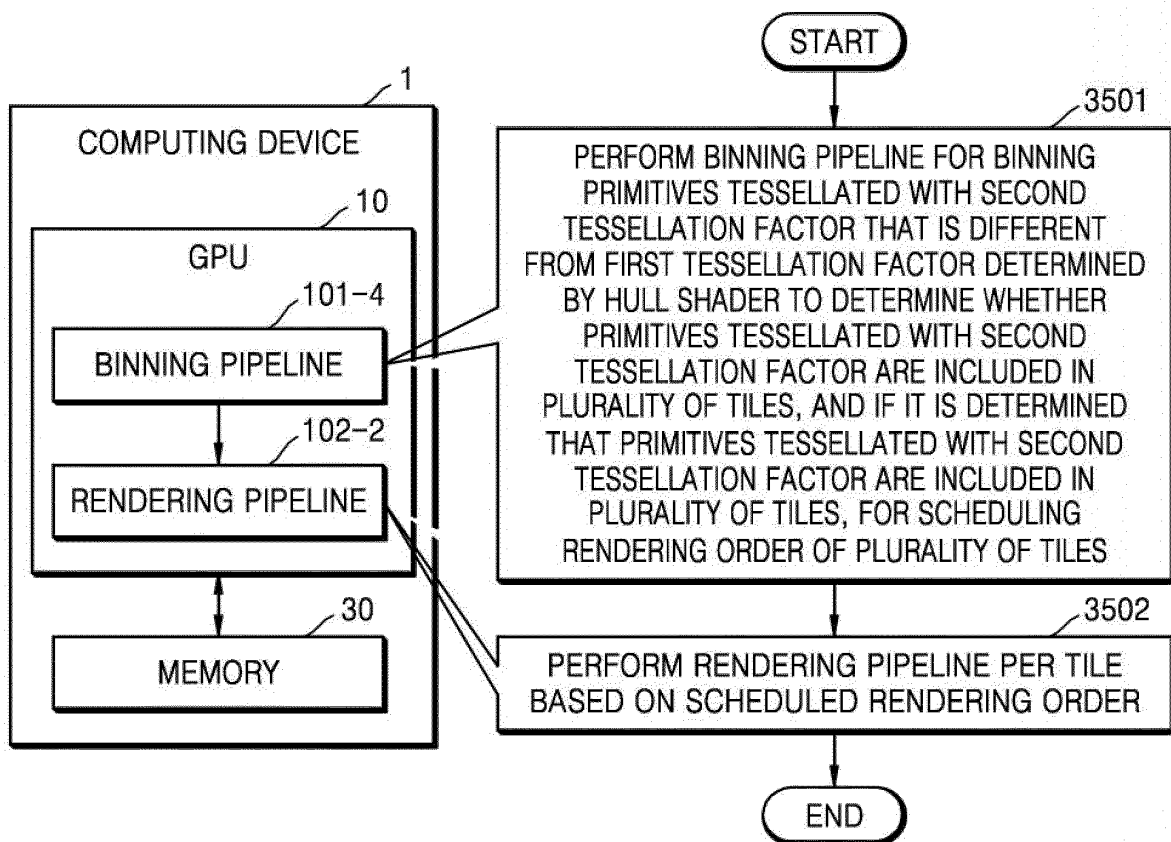 1
COMPUTING DEVICE
10
GPU
101-4
BINNING PIPELINE
102-2
RENDERING PIPELINE
30
MEMORY
START
3501
PERFORM BINNING PIPELINE FOR BINNING
PRIMITIVES TESSELLATED WITH SECOND
TESSELLATION FACTOR THAT IS DIFFERENT
FROM FIRST TESSELLATION FACTOR DETERMINED
BY HULL SHADER TO DETERMINE WHETHER
PRIMITIVES TESSELLATED WITH SECOND
TESSELLATION FACTOR ARE INCLUDED IN
PLURALITY OF TILES, AND IF IT IS DETERMINED
THAT PRIMITIVES TESSELLATED WITH SECOND
TESSELLATION FACTOR ARE INCLUDED IN
PLURALITY OF TILES, FOR SCHEDULING
RENDERING ORDER OF PLURALITY OF TILES
3502
PERFORM RENDERING PIPELINE PER TILE
BASED ON SCHEDULED RENDERING ORDER
END